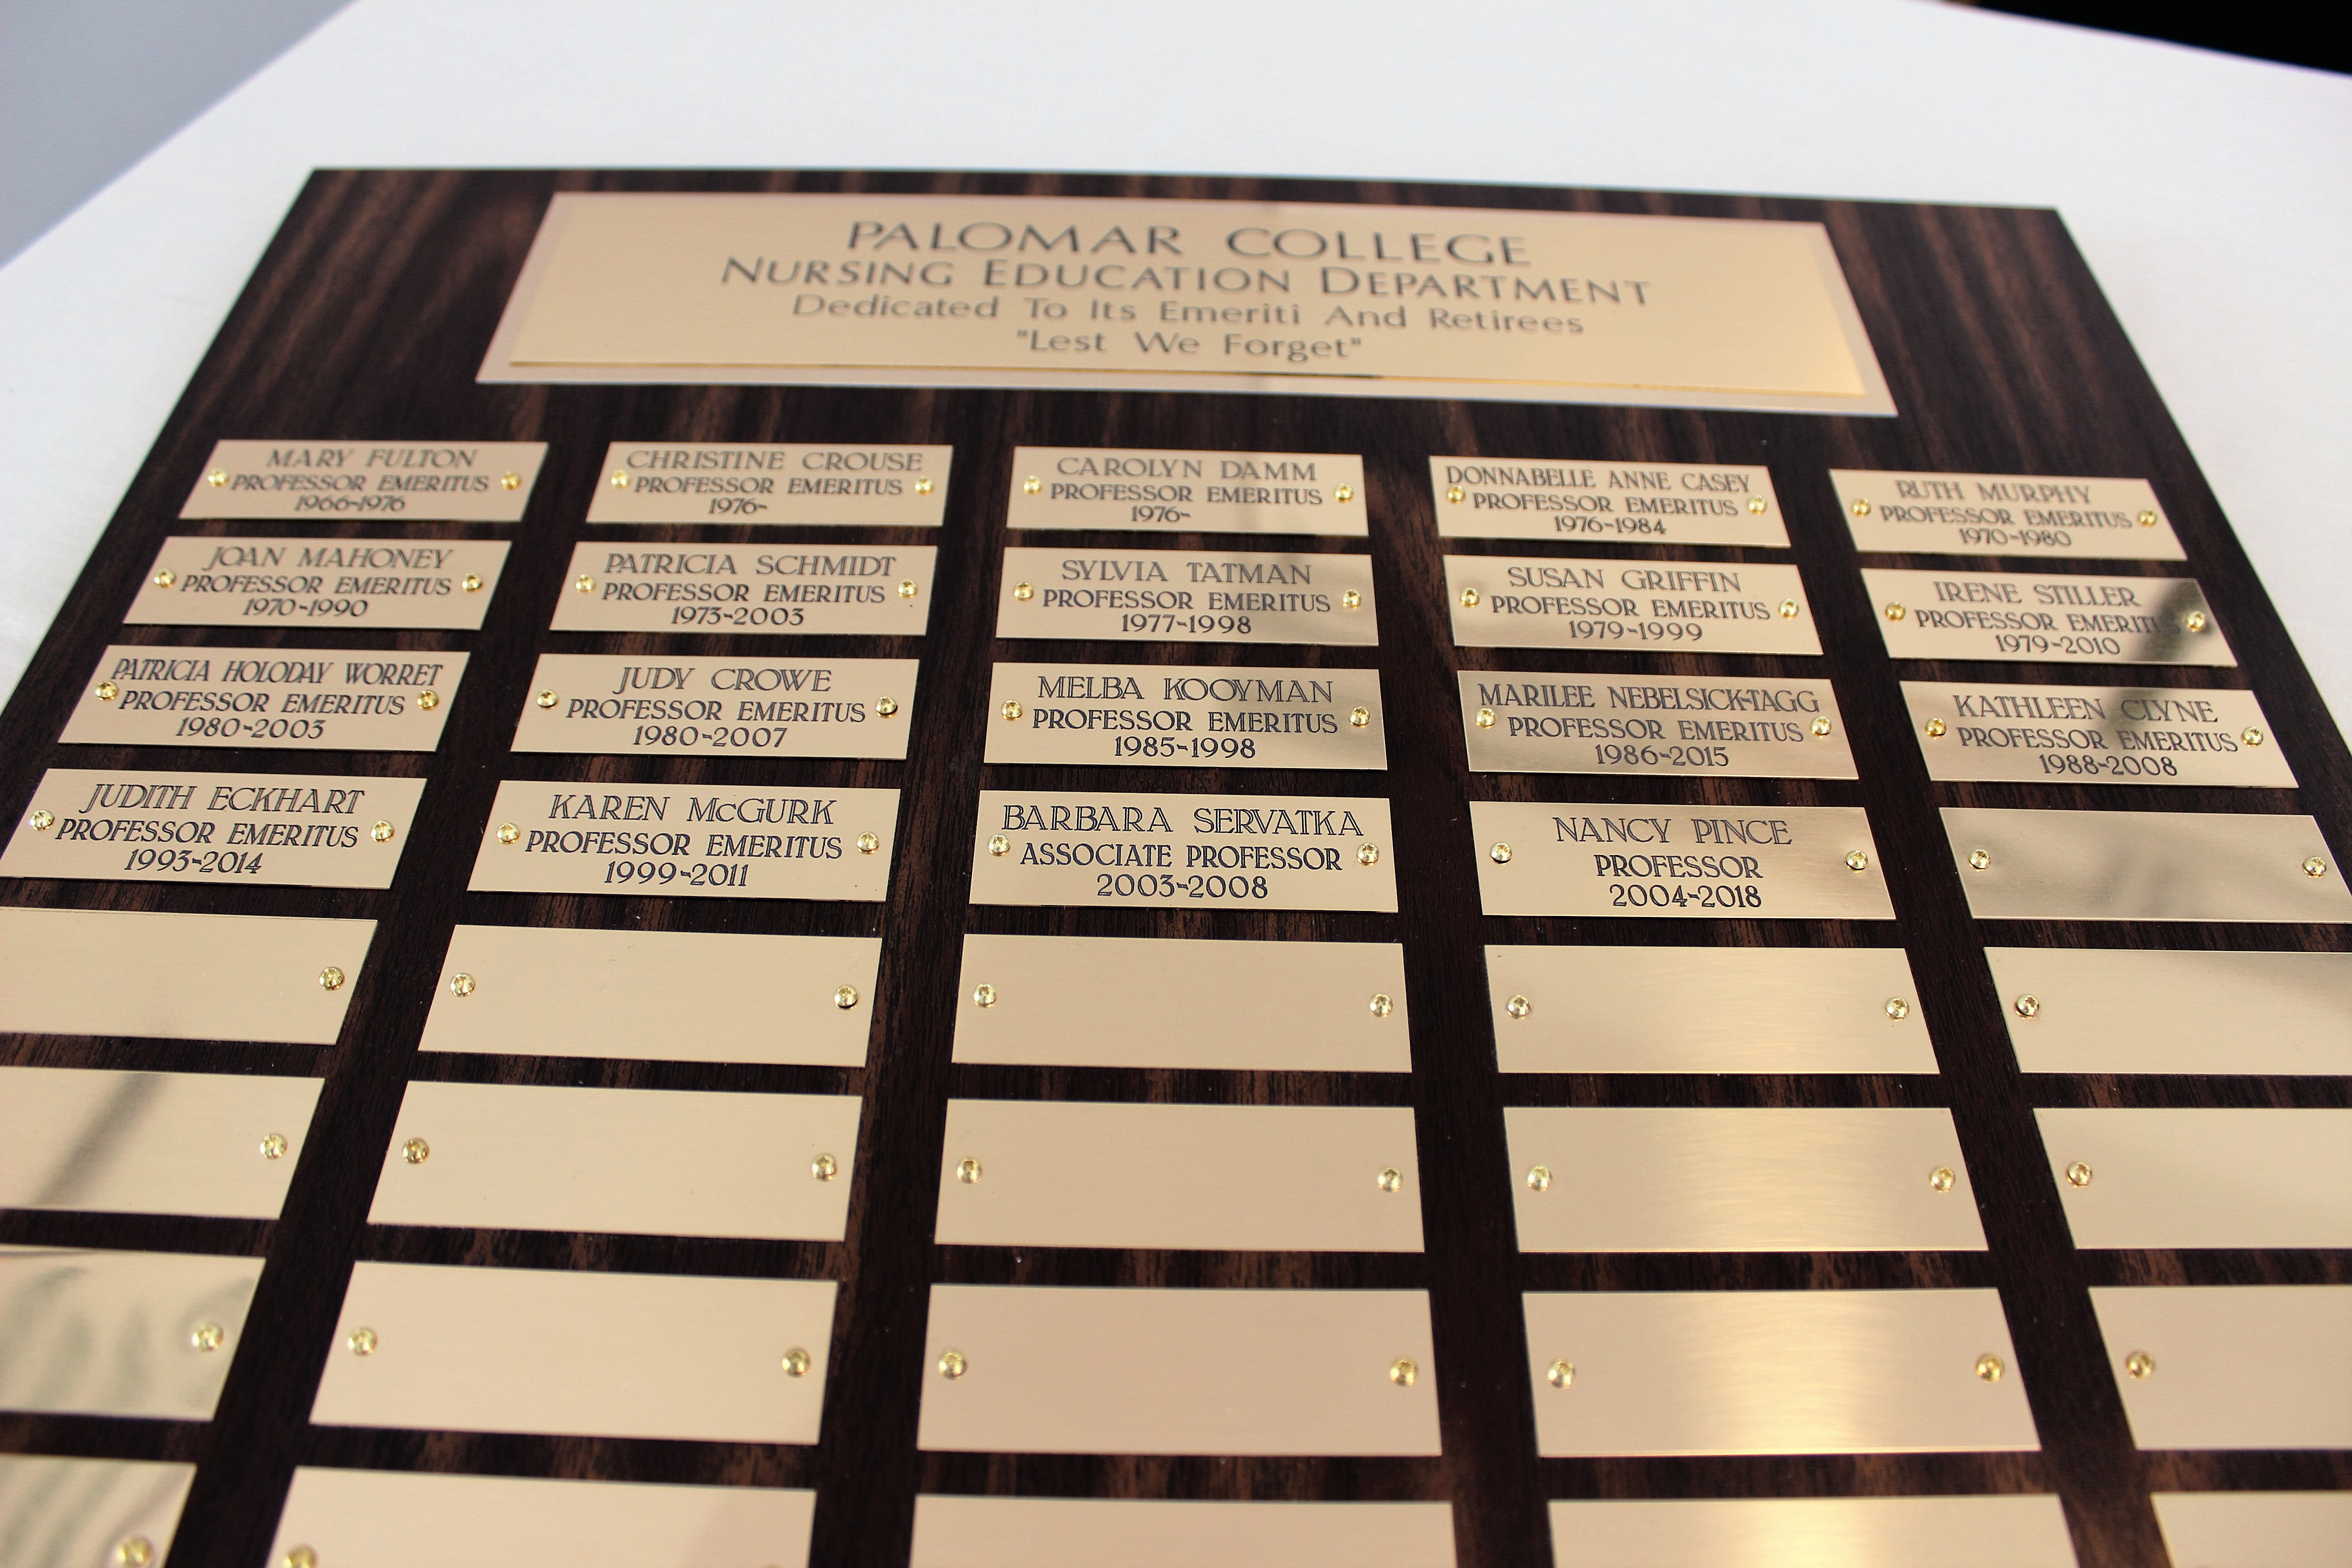 PALOMAR COLLEGE
NURSING EDUCATION DEPARTMENT
Dedicated To Its Emeriti And Retirees
"Lest We Forget"
MARY FULTON
PROFESSOR EMERITUS
1966-1976
CHRISTINE CROUSE
PROFESSOR EMERITUS
1976-
CAROLYN DAMM
PROFESSOR EMERITUS
1976-
DONNABELLE ANNE CASEY
PROFESSOR EMERITUS
1976-1984
RUTH MURPHY
PROFESSOR EMERITUS
1970-1980
JOAN MAHONEY
PROFESSOR EMERITUS
1970-1990
PATRICIA SCHMIDT
PROFESSOR EMERITUS
1973-2003
SYLVIA TATMAN
PROFESSOR EMERITUS
1977-1998
SUSAN GRIFFIN
PROFESSOR EMERITUS
1979-1999
IRENE STILLER
PROFESSOR EMERITUS
1979-2010
PATRICIA HOLODAY WORRET
PROFESSOR EMERITUS
1980-2003
JUDY CROWE
PROFESSOR EMERITUS
1980-2007
MELBA KOOYMAN
PROFESSOR EMERITUS
1985-1998
MARILEE NEBELSICK-TAGG
PROFESSOR EMERITUS
1986-2015
KATHLEEN CLYNE
PROFESSOR EMERITUS
1988-2008
JUDITH ECKHART
PROFESSOR EMERITUS
1993-2014
KAREN McGURK
PROFESSOR EMERITUS
1999-2011
BARBARA SERVATKA
ASSOCIATE PROFESSOR
2003-2008
NANCY PINCE
PROFESSOR
2004-2018